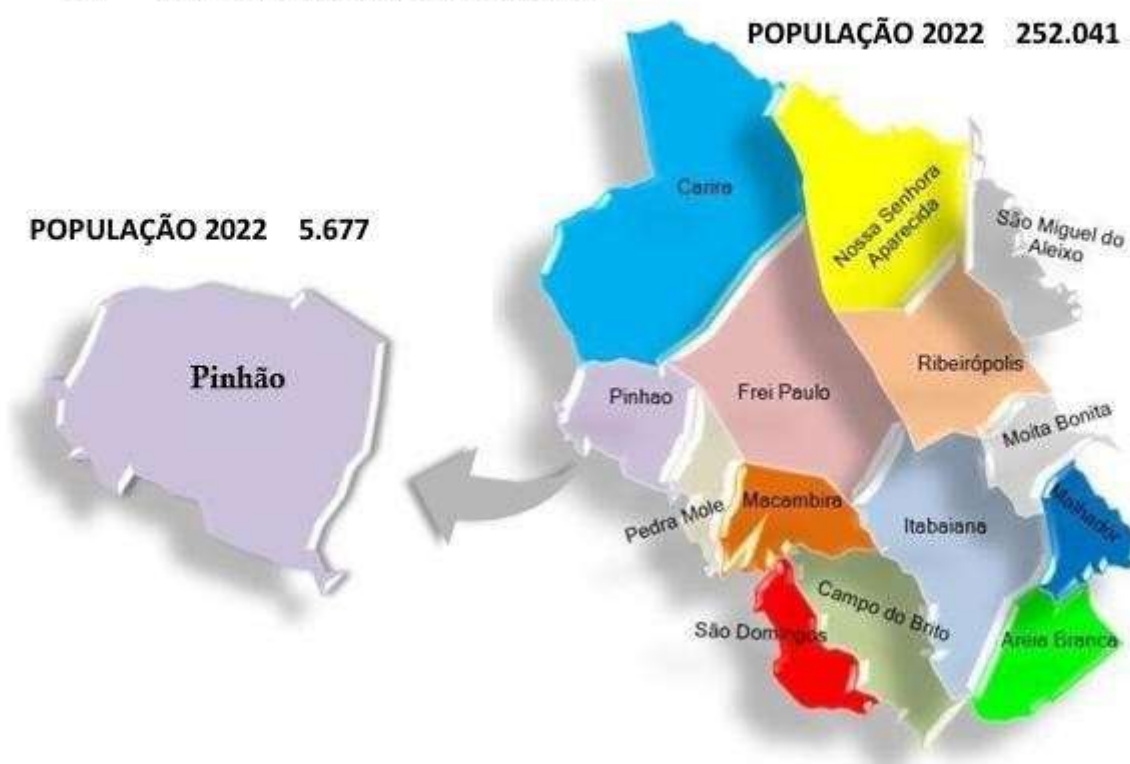 POPULAÇÃO 2022 252.041
Carira
Nossa Senhora
Aparecida
São Miguel do
Aleixo
POPULAÇÃO 2022 5.677
Pinhão
Pinhao
Frei Paulo
Ribeirópolis
Moita Bonita
Pedra Mole
Macambira
Itabaiana
Malhador
Campo do Brito
São Domingos
Areia Branca